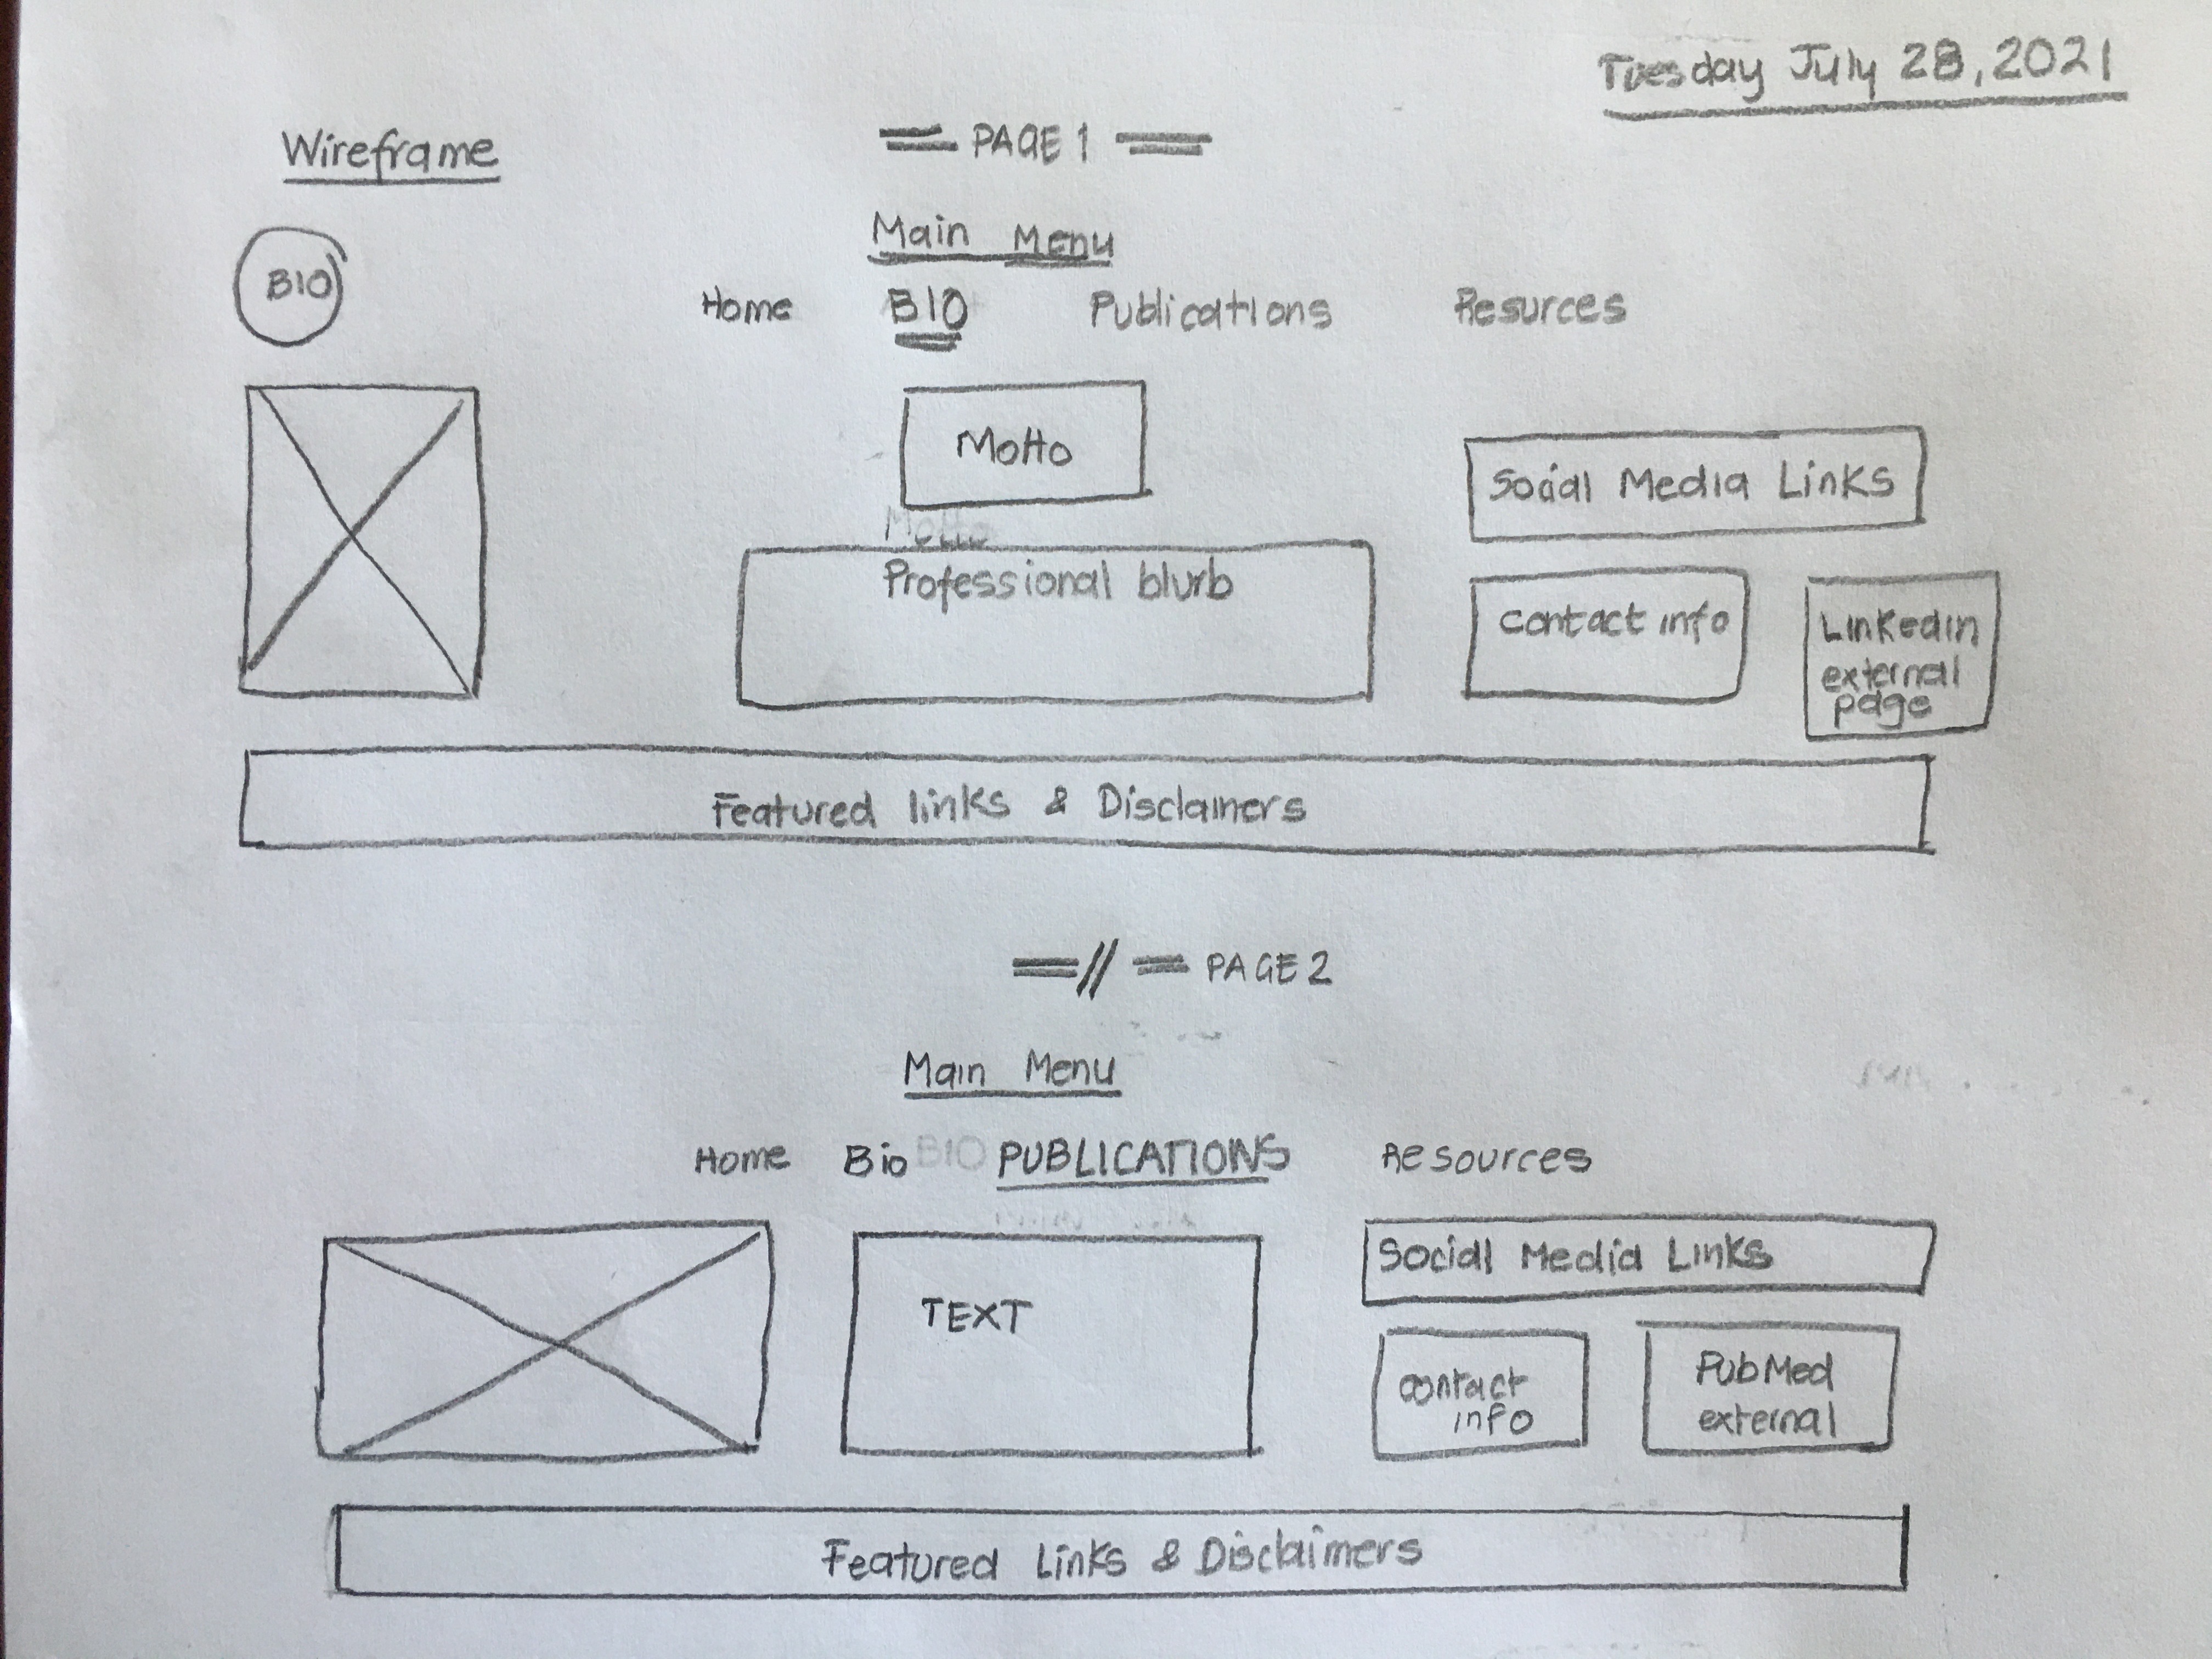 Tuesday July 28, 2021
Wireframe
PAGE 1
Main Menu
BIO
Home BIO Publications Resurces
Motto
Social Media Links
Motto
Professional blurb
Contact info
Linkedin
external
page
Featured links & Disclaimers
PAGE 2
Main Menu
Home Bio BIO PUBLICATIONS Resources
Social Media Links
TEXT
contact
info
PubMed
external
Featured Links & Disclaimers